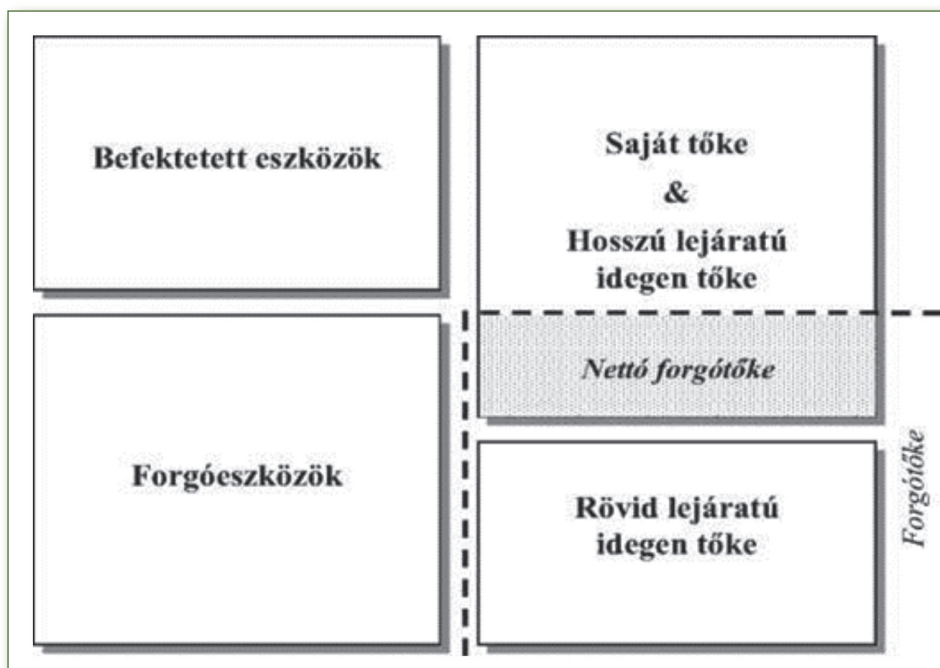 Befektetett eszközök
Saját tőke
&
Hosszú lejáratú
idegen tőke
Nettó forgótőke
Forgóeszközök
Rövid lejáratú
idegen tőke
Forgótőke